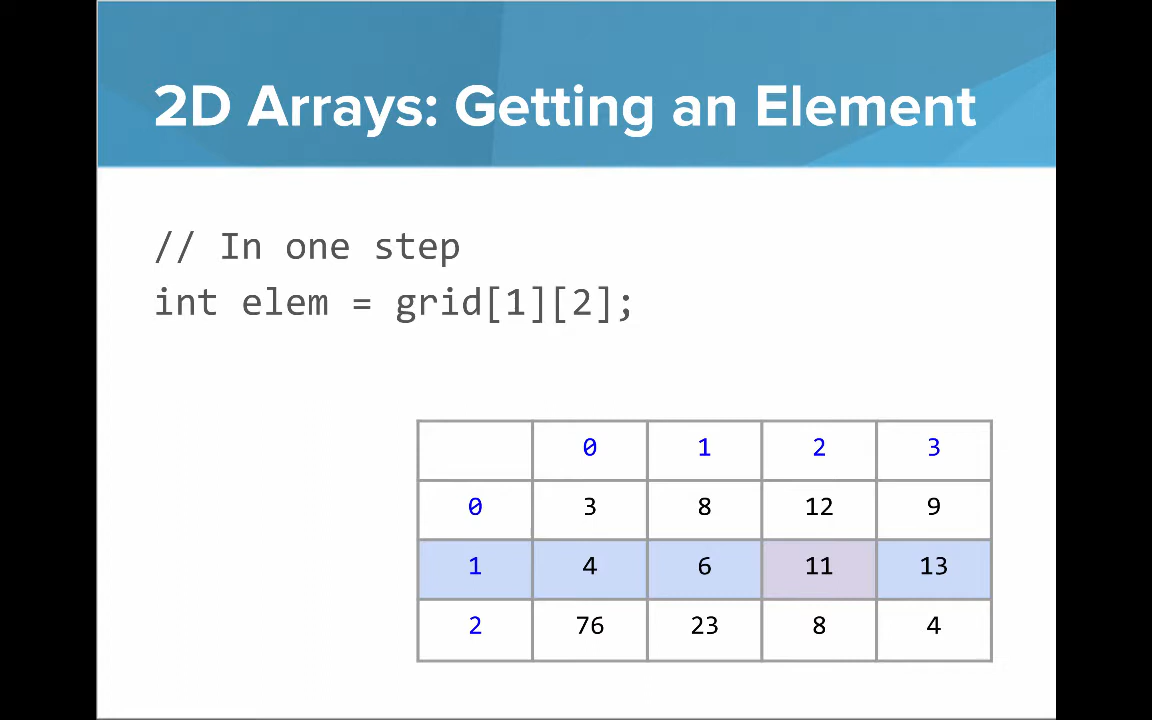 2D Arrays: Getting an Element
// In one step
int elem = grid[1][2];
0 1 2 3
0 3 8 12 9
1 4 6 11 13
2 76 23 8 4